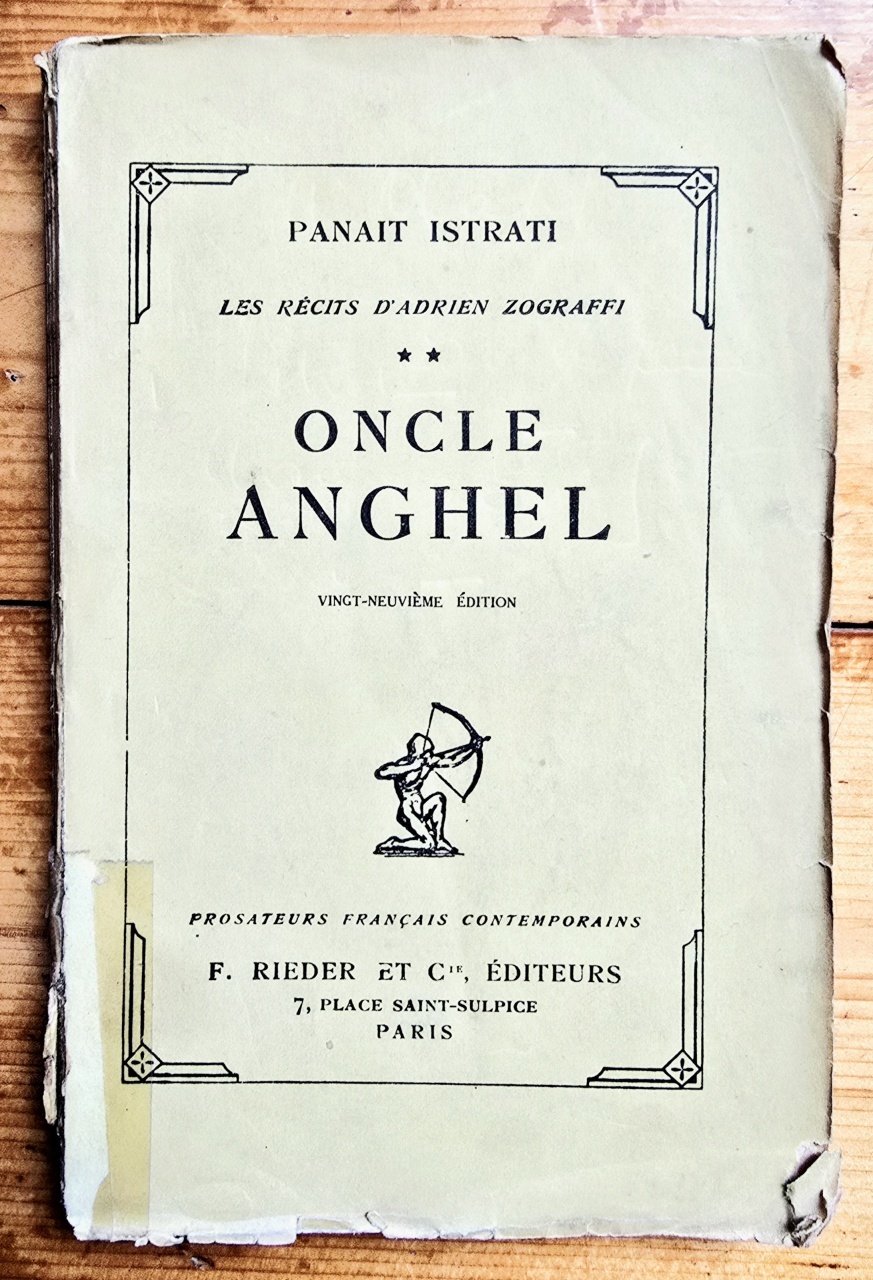 PANAIT ISTRATI
LES RÉCITS D'ADRIEN ZOGRAFFI
★ ★
ONCLE
ANGHEL
VINGT-NEUVIÈME ÉDITION
PROSATEURS FRANÇAIS CONTEMPORAINS
F. RIEDER ET Cᴵᴱ, ÉDITEURS
7, PLACE SAINT-SULPICE
PARIS